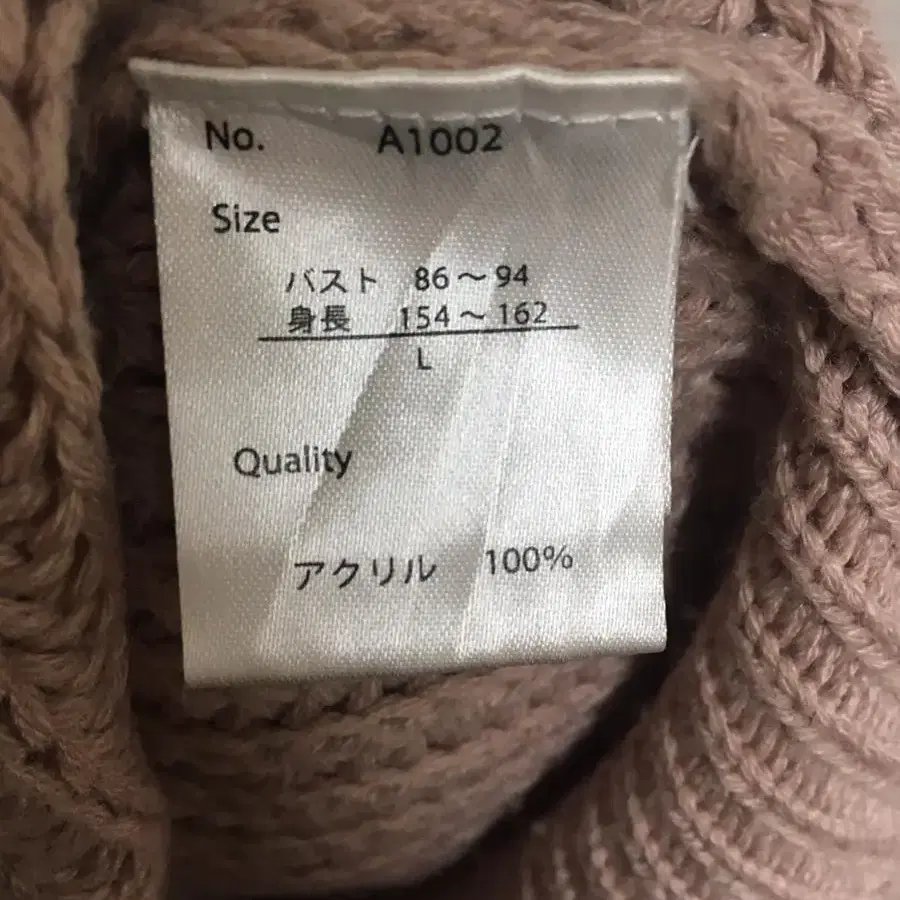 No. A1002
Size
バスト 86～94
身長 154～162
L
Quality
アクリル 100%